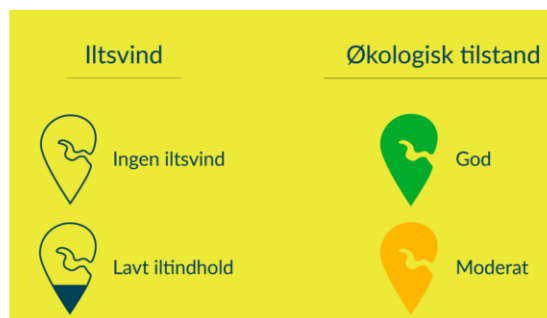 Iltsvind
Økologisk tilstand
Ingen iltsvind
God
Lavt iltindhold
Moderat